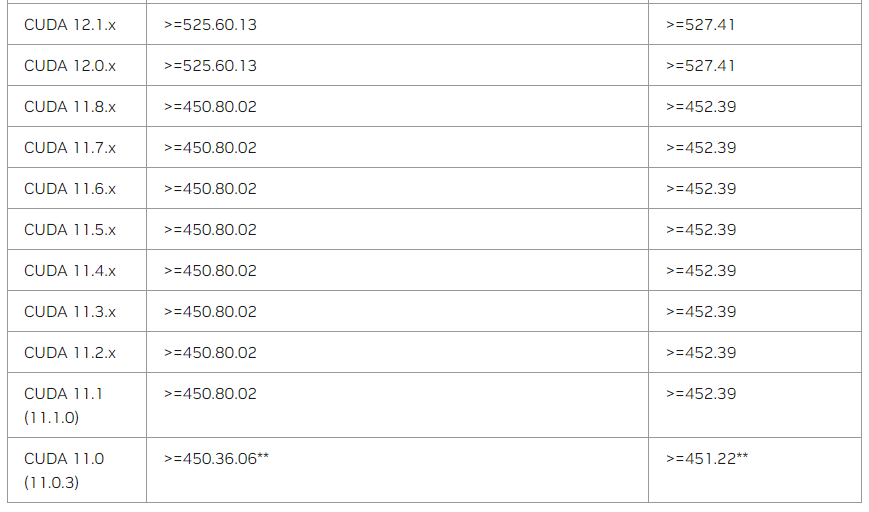 CUDA 12.1.x >=525.60.13 >=527.41
CUDA 12.0.x >=525.60.13 >=527.41
CUDA 11.8.x >=450.80.02 >=452.39
CUDA 11.7.x >=450.80.02 >=452.39
CUDA 11.6.x >=450.80.02 >=452.39
CUDA 11.5.x >=450.80.02 >=452.39
CUDA 11.4.x >=450.80.02 >=452.39
CUDA 11.3.x >=450.80.02 >=452.39
CUDA 11.2.x >=450.80.02 >=452.39
CUDA 11.1 >=450.80.02 >=452.39
(11.1.0)
CUDA 11.0 >=450.36.06** >=451.22**
(11.0.3)